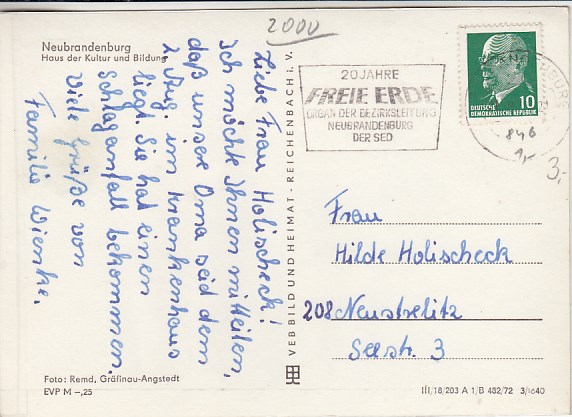 2000
Neubrandenburg
Haus der Kultur und Bildung
Liebe Frau Holischeck!
Ich möchte Ihnen mitteilen,
daß unsere Oma seid dem
2. Aug. im Krankenhaus
liegt. Sie hat einen
Schlaganfall bekommen.
Viele Grüße von
Familie Wienke.
Foto: Remd, Gräfinau-Angstedt
EVP M –,25
VEB BILD UND HEIMAT · REICHENBACH i. V.
20 JAHRE
FREIE ERDE
ORGAN DER BEZIRKSLEITUNG
NEUBRANDENBURG
DER SED
10
DEUTSCHE
DEMOKRATISCHE REPUBLIK
846
1,-
3,-
Frau
Hilde Holischeck
208 Neustrelitz
Seestr. 3
III/18/203 A 1/B 482/72 3/1640